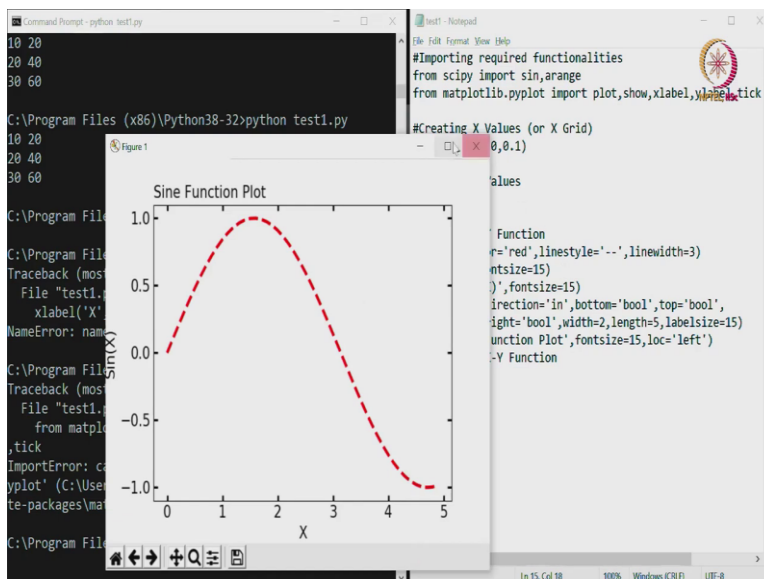 Command Prompt - python test1.py
10 20
20 40
30 60
C:\Program Files (x86)\Python38-32>python test1.py
10 20
20 40
30 60
C:\Program File
C:\Program File
Traceback (most
File "test1.p
xlabel('X'
NameError: nam
C:\Program File
Traceback (most
File "test1.p
from matplo
,tick
ImportError: ca
yplot' (C:\User
te-packages\mat
C:\Program File
Figure 1
Sine Function Plot
1.0
0.5
0.0
−0.5
−1.0
Sin(X)
0 1 2 3 4 5
X
test1 - Notepad
File Edit Format View Help
#Importing required functionalities
from scipy import sin,arange
from matplotlib.pyplot import plot,show,xlabel,ylabel,tick
#Creating X Values (or X Grid)
0,0.1)
alues
Function
r='red',linestyle='--',linewidth=3)
ntsize=15)
)',fontsize=15)
irection='in',bottom='bool',top='bool',
ight='bool',width=2,length=5,labelsize=15)
unction Plot',fontsize=15,loc='left')
-Y Function
Ln 15, Col 18 100% Windows (CRLF) UTF-8